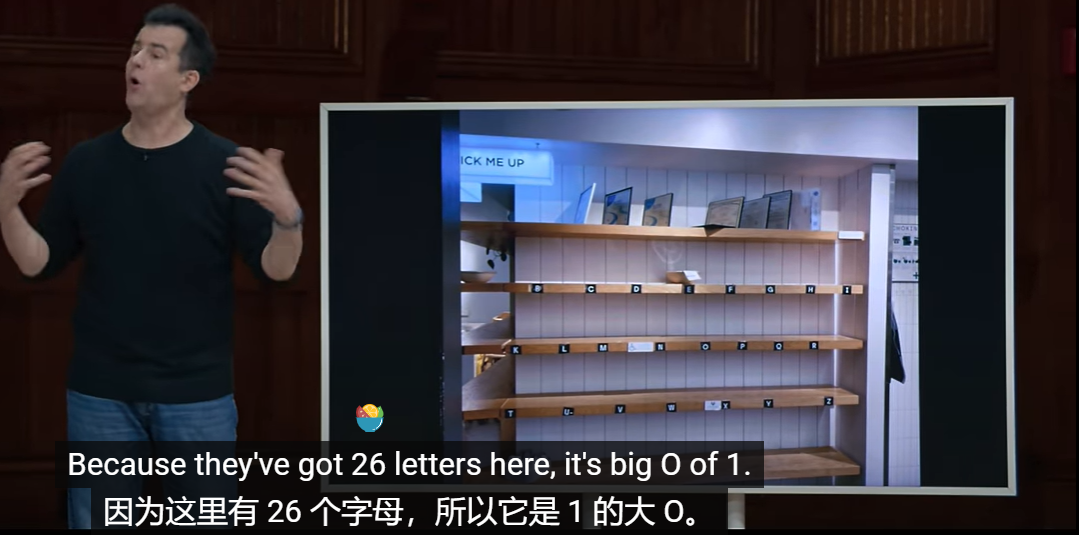 ICK ME UP
B C D E F G H I
K L M N O P Q R
T U V W X Y Z
Because they've got 26 letters here, it's big O of 1.
因为这里有 26 个字母，所以它是 1 的大 O。